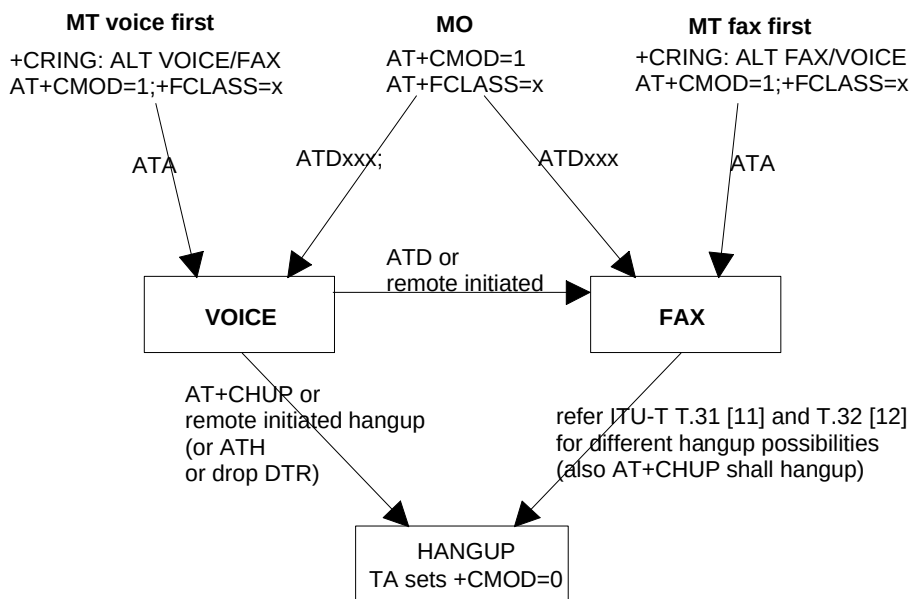 MT voice first
+CRING: ALT VOICE/FAX
AT+CMOD=1;+FCLASS=x
MO
AT+CMOD=1
AT+FCLASS=x
MT fax first
+CRING: ALT FAX/VOICE
AT+CMOD=1;+FCLASS=x
ATA
ATDxxx;
ATDxxx
ATA
ATD or
remote initiated
VOICE
FAX
AT+CHUP or
remote initiated hangup
(or ATH
or drop DTR)
refer ITU-T T.31 [11] and T.32 [12]
for different hangup possibilities
(also AT+CHUP shall hangup)
HANGUP
TA sets +CMOD=0